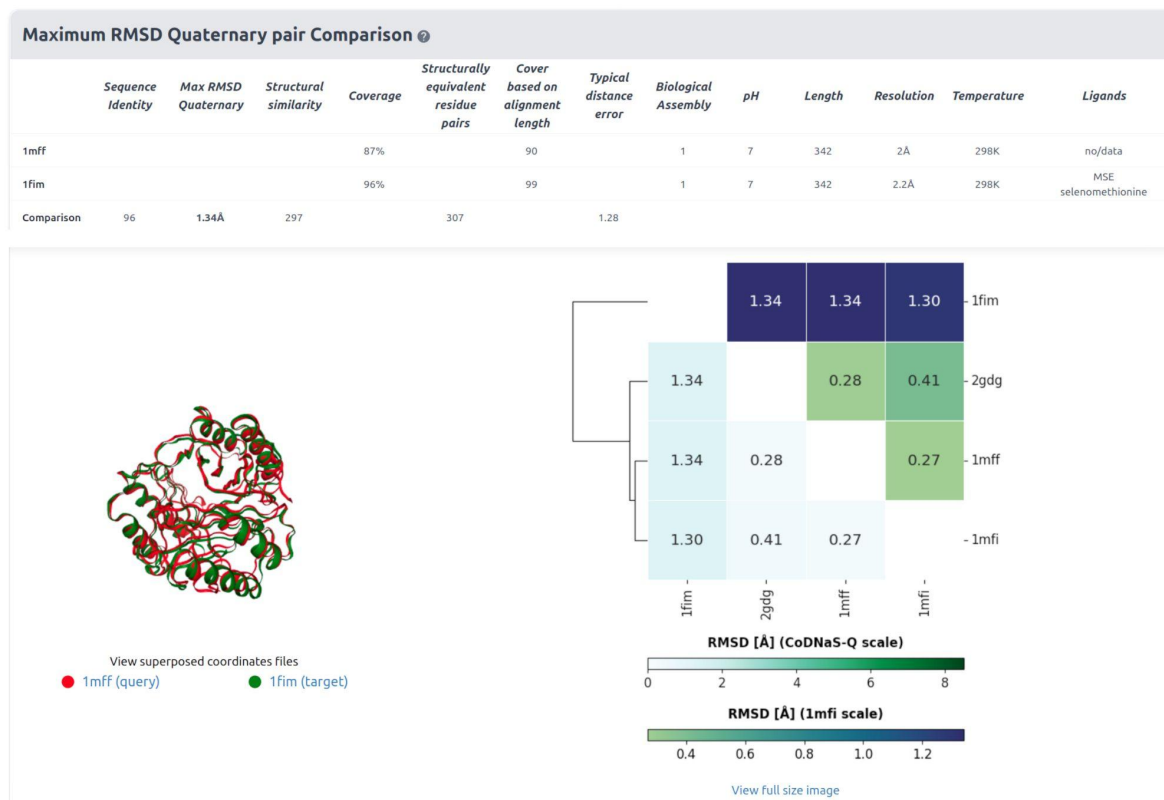 Maximum RMSD Quaternary pair Comparison ?
Sequence Identity Max RMSD Quaternary Structural similarity Coverage Structurally equivalent residue pairs Cover based on alignment length Typical distance error Biological Assembly pH Length Resolution Temperature Ligands
1mff 87% 90 1 7 342 2Å 298K no/data
1fim 96% 99 1 7 342 2.2Å 298K MSE selenomethionine
Comparison 96 1.34Å 297 307 1.28
1.34 1.34 1.30 1fim
1.34 0.28 0.41 2gdg
1.34 0.28 0.27 1mff
1.30 0.41 0.27 1mfi
1fim 2gdg 1mff 1mfi
RMSD [Å] (CoDNaS-Q scale)
0 2 4 6 8
RMSD [Å] (1mfi scale)
0.4 0.6 0.8 1.0 1.2
View full size image
View superposed coordinates files
1mff (query) 1fim (target)